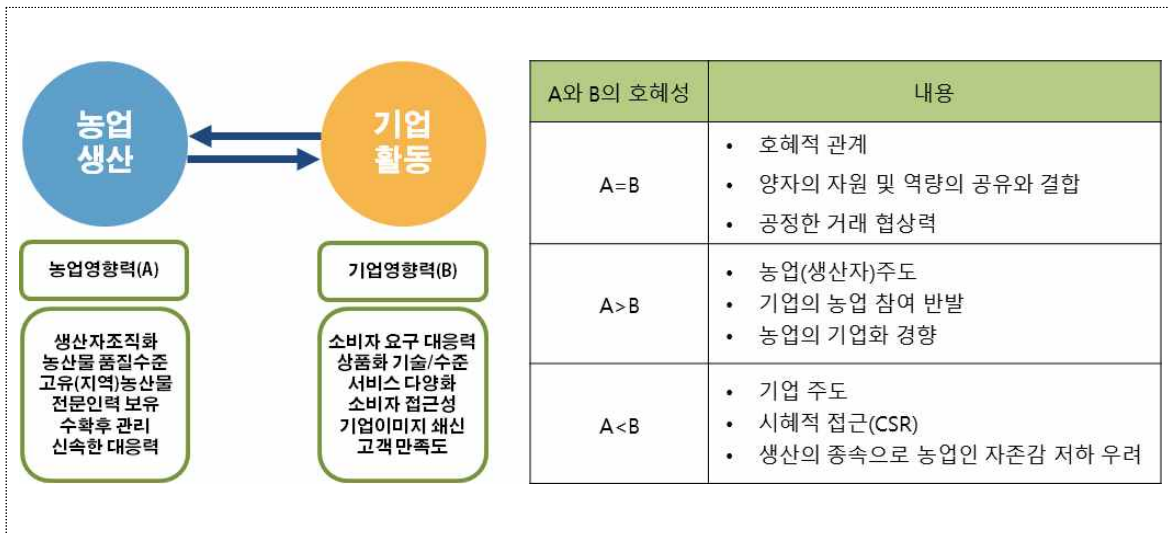 농업
생산
기업
활동
농업영향력(A)
기업영향력(B)
생산자조직화
농산물 품질수준
고유(지역)농산물
전문인력 보유
수확후 관리
신속한 대응력
소비자 요구 대응력
상품화 기술/수준
서비스 다양화
소비자 접근성
기업이미지 쇄신
고객 만족도
A와 B의 호혜성
내용
A=B
• 호혜적 관계
• 양자의 자원 및 역량의 공유와 결합
• 공정한 거래 협상력
A>B
• 농업(생산자)주도
• 기업의 농업 참여 반발
• 농업의 기업화 경향
A<B
• 기업 주도
• 시혜적 접근(CSR)
• 생산의 종속으로 농업인 자존감 저하 우려